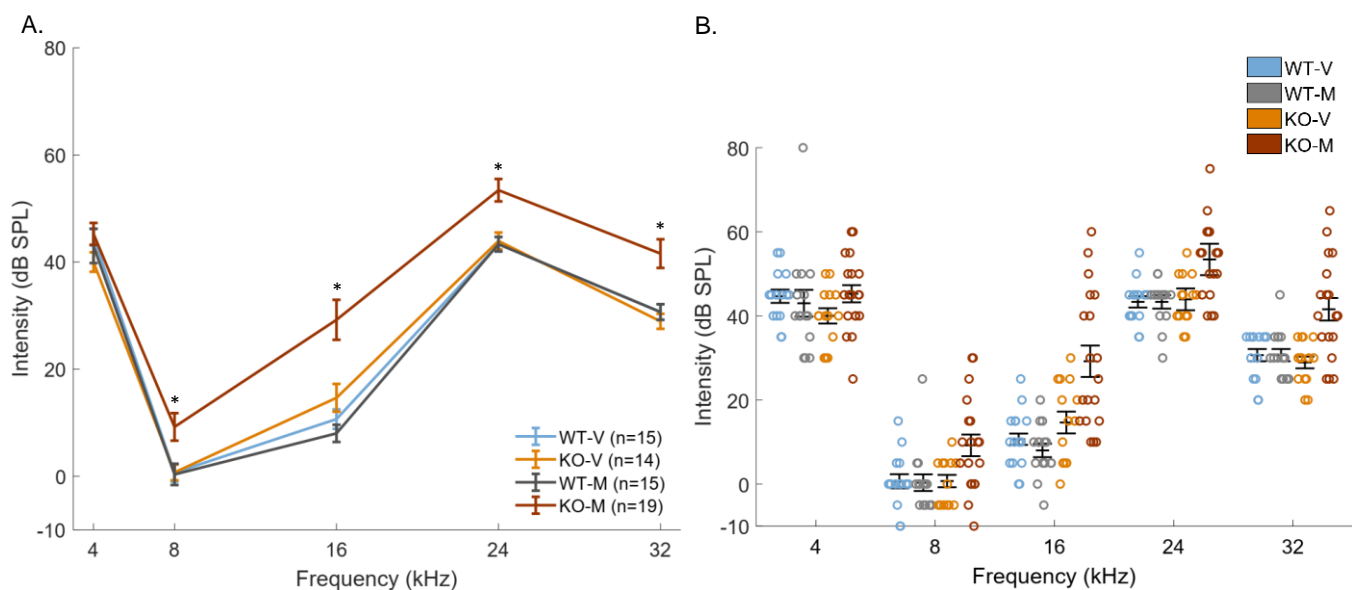 A.
80
60
40
20
0
-10
Intensity (dB SPL)
*
*
*
*
WT-V (n=15)
KO-V (n=14)
WT-M (n=15)
KO-M (n=19)
4 8 16 24 32
Frequency (kHz)
B.
WT-V
WT-M
KO-V
KO-M
80
60
40
20
0
-10
Intensity (dB SPL)
4 8 16 24 32
Frequency (kHz)